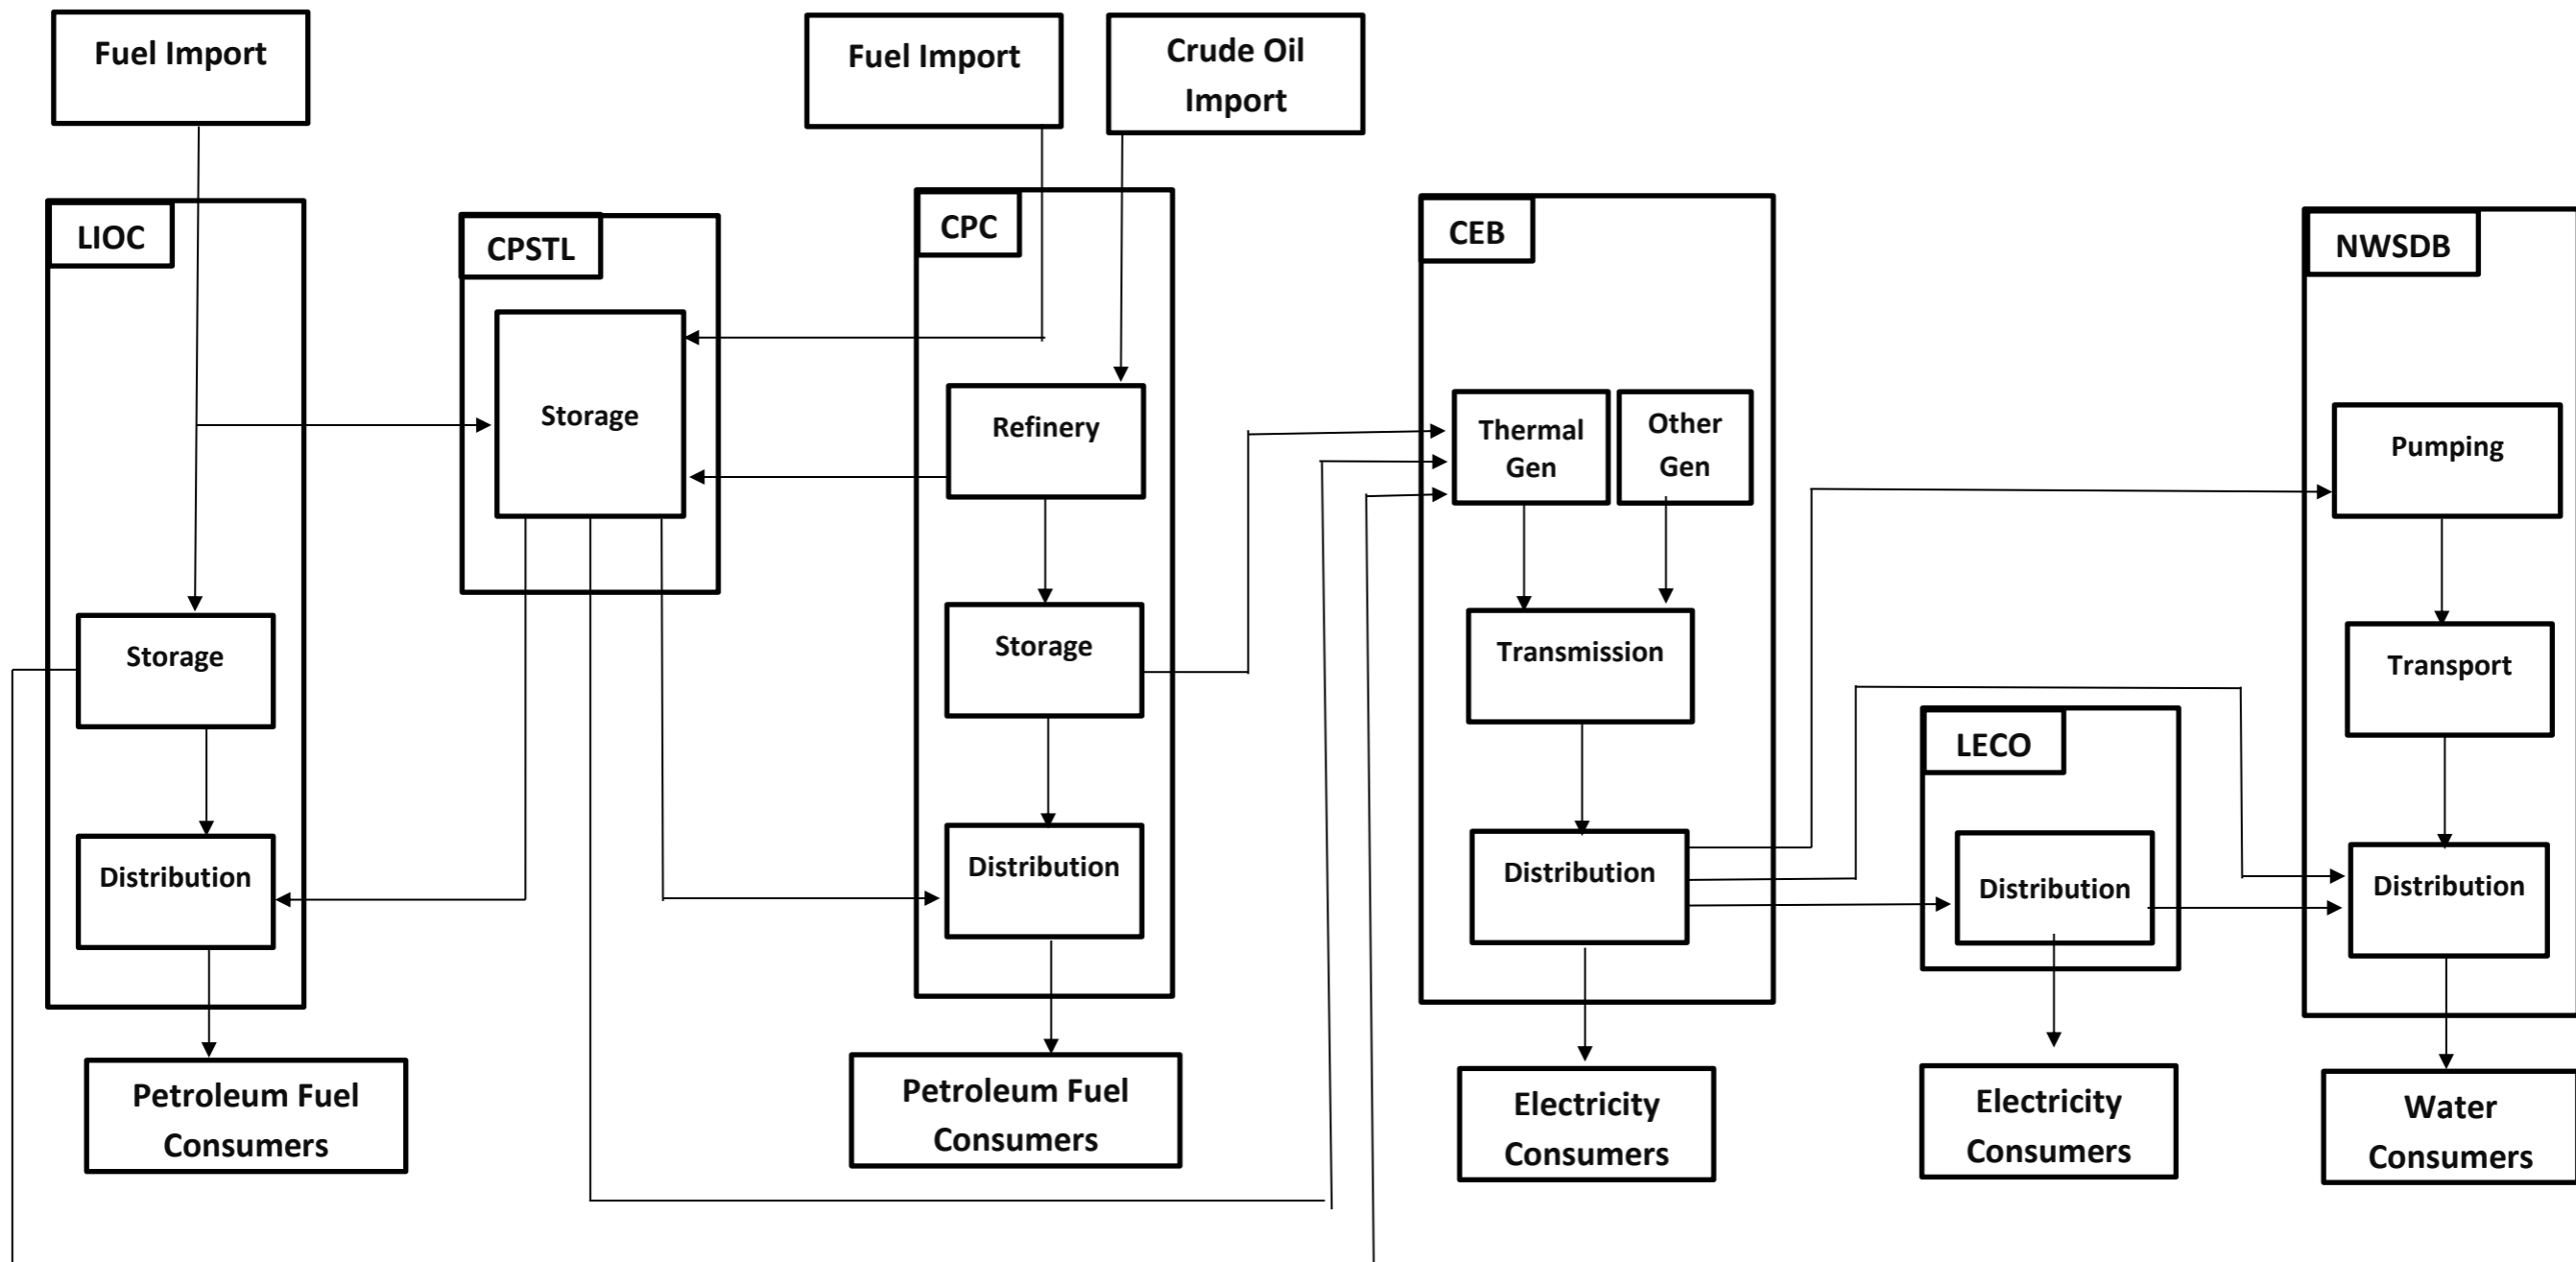 Fuel Import
Fuel Import
Crude Oil
Import
LIOC
CPSTL
CPC
CEB
NWSDB
Storage
Refinery
Thermal
Gen
Other
Gen
Pumping
Storage
Storage
Transmission
Transport
LECO
Distribution
Distribution
Distribution
Distribution
Distribution
Petroleum Fuel
Consumers
Petroleum Fuel
Consumers
Electricity
Consumers
Electricity
Consumers
Water
Consumers